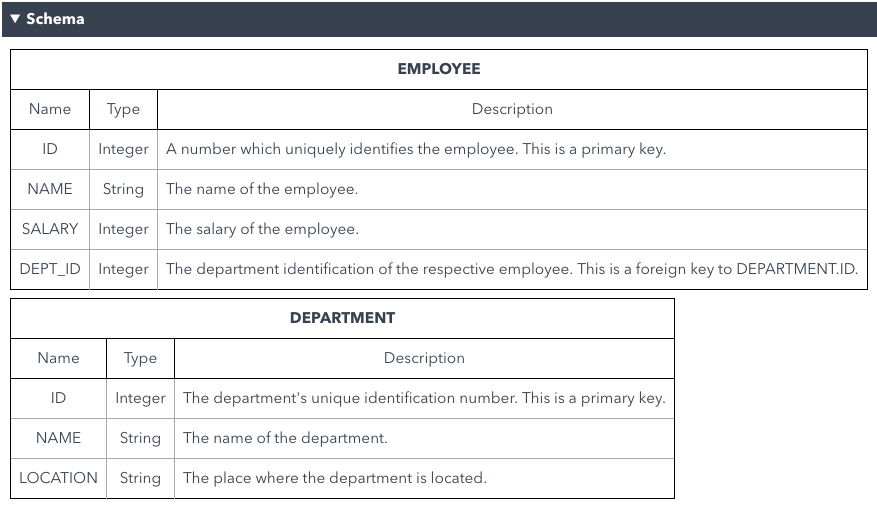 ▼ Schema
EMPLOYEE
Name Type Description
ID Integer A number which uniquely identifies the employee. This is a primary key.
NAME String The name of the employee.
SALARY Integer The salary of the employee.
DEPT_ID Integer The department identification of the respective employee. This is a foreign key to DEPARTMENT.ID.
DEPARTMENT
Name Type Description
ID Integer The department's unique identification number. This is a primary key.
NAME String The name of the department.
LOCATION String The place where the department is located.